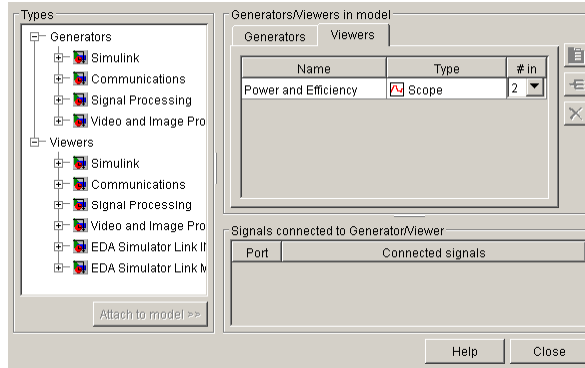 Types
Generators
Simulink
Communications
Signal Processing
Video and Image Pro
Viewers
Simulink
Communications
Signal Processing
Video and Image Pro
EDA Simulator Link
EDA Simulator Link
Attach to model >>
Generators/Viewers in model
Generators Viewers
Name Type # in
Power and Efficiency Scope 2
Signals connected to Generator/Viewer
Port Connected signals
Help Close